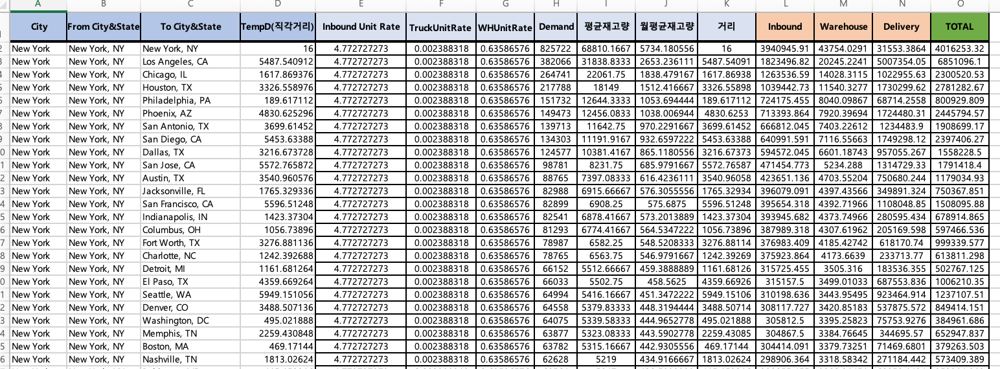 A B C D E F G H I J K L M N O
City From City&State To City&State TempD(직각거리) Inbound Unit Rate TruckUnitRate WHUnitRate Demand 평균재고량 월평균재고량 거리 Inbound Warehouse Delivery TOTAL
2 New York New York, NY New York, NY 16 4.772727273 0.002388318 0.63586576 825722 68810.1667 5734.180556 16 3940945.91 43754.0291 31553.3864 4016253.32
3 New York New York, NY Los Angeles, CA 5487.540912 4.772727273 0.002388318 0.63586576 382066 31838.8333 2653.236111 5487.54091 1823496.82 20245.2241 5007354.05 6851096.1
4 New York New York, NY Chicago, IL 1617.869376 4.772727273 0.002388318 0.63586576 264741 22061.75 1838.479167 1617.86938 1263536.59 14028.3115 1022955.63 2300520.53
5 New York New York, NY Houston, TX 3326.558976 4.772727273 0.002388318 0.63586576 217788 18149 1512.416667 3326.55898 1039442.73 11540.3277 1730299.62 2781282.67
6 New York New York, NY Philadelphia, PA 189.617112 4.772727273 0.002388318 0.63586576 151732 12644.3333 1053.694444 189.617112 724175.455 8040.09867 68714.2558 800929.809
7 New York New York, NY Phoenix, AZ 4830.625296 4.772727273 0.002388318 0.63586576 149473 12456.0833 1038.006944 4830.6253 713393.864 7920.39694 1724480.31 2445794.57
8 New York New York, NY San Antonio, TX 3699.61452 4.772727273 0.002388318 0.63586576 139713 11642.75 970.2291667 3699.61452 666812.045 7403.22612 1234483.9 1908699.17
9 New York New York, NY San Diego, CA 5453.63388 4.772727273 0.002388318 0.63586576 134303 11191.9167 932.6597222 5453.63388 640991.591 7116.55663 1749298.12 2397406.27
0 New York New York, NY Dallas, TX 3216.673728 4.772727273 0.002388318 0.63586576 124577 10381.4167 865.1180556 3216.67373 594572.045 6601.18743 957055.267 1558228.5
1 New York New York, NY San Jose, CA 5572.765872 4.772727273 0.002388318 0.63586576 98781 8231.75 685.9791667 5572.76587 471454.773 5234.288 1314729.33 1791418.4
2 New York New York, NY Austin, TX 3540.960576 4.772727273 0.002388318 0.63586576 88765 7397.08333 616.4236111 3540.96058 423651.136 4703.55204 750680.244 1179034.93
3 New York New York, NY Jacksonville, FL 1765.329336 4.772727273 0.002388318 0.63586576 82988 6915.66667 576.3055556 1765.32934 396079.091 4397.43566 349891.324 750367.851
4 New York New York, NY San Francisco, CA 5596.51248 4.772727273 0.002388318 0.63586576 82899 6908.25 575.6875 5596.51248 395654.318 4392.71966 1108048.85 1508095.88
5 New York New York, NY Indianapolis, IN 1423.37304 4.772727273 0.002388318 0.63586576 82541 6878.41667 573.2013889 1423.37304 393945.682 4373.74966 280595.434 678914.865
6 New York New York, NY Columbus, OH 1056.73896 4.772727273 0.002388318 0.63586576 81293 6774.41667 564.5347222 1056.73896 387989.318 4307.61962 205169.598 597466.536
7 New York New York, NY Fort Worth, TX 3276.881136 4.772727273 0.002388318 0.63586576 78987 6582.25 548.5208333 3276.88114 376983.409 4185.42742 618170.74 999339.577
8 New York New York, NY Charlotte, NC 1242.392688 4.772727273 0.002388318 0.63586576 78765 6563.75 546.9791667 1242.39269 375923.864 4173.6639 233713.77 613811.298
9 New York New York, NY Detroit, MI 1161.681264 4.772727273 0.002388318 0.63586576 66152 5512.66667 459.3888889 1161.68126 315725.455 3505.316 183536.355 502767.125
0 New York New York, NY El Paso, TX 4359.669264 4.772727273 0.002388318 0.63586576 66033 5502.75 458.5625 4359.66926 315157.5 3499.01033 687553.836 1006210.35
1 New York New York, NY Seattle, WA 5949.151056 4.772727273 0.002388318 0.63586576 64994 5416.16667 451.3472222 5949.15106 310198.636 3443.95495 923464.914 1237107.51
2 New York New York, NY Denver, CO 3488.507136 4.772727273 0.002388318 0.63586576 64558 5379.83333 448.3194444 3488.50714 308117.727 3420.85183 537875.572 849414.151
3 New York New York, NY Washington, DC 495.021888 4.772727273 0.002388318 0.63586576 64075 5339.58333 444.9652778 495.021888 305812.5 3395.25823 75753.9276 384961.686
4 New York New York, NY Memphis, TN 2259.430848 4.772727273 0.002388318 0.63586576 63877 5323.08333 443.5902778 2259.43085 304867.5 3384.76645 344695.57 652947.837
5 New York New York, NY Boston, MA 469.17144 4.772727273 0.002388318 0.63586576 63782 5315.16667 442.9305556 469.17144 304414.091 3379.73251 71469.6801 379263.503
6 New York New York, NY Nashville, TN 1813.02624 4.772727273 0.002388318 0.63586576 62628 5219 434.9166667 1813.02624 298906.364 3318.58342 271184.442 573409.389